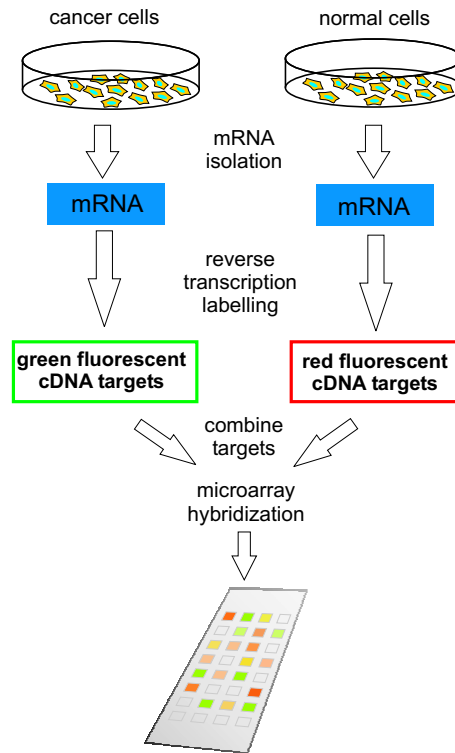 cancer cells
normal cells
mRNA
isolation
mRNA
mRNA
reverse
transcription
labelling
green fluorescent
cDNA targets
red fluorescent
cDNA targets
combine
targets
microarray
hybridization